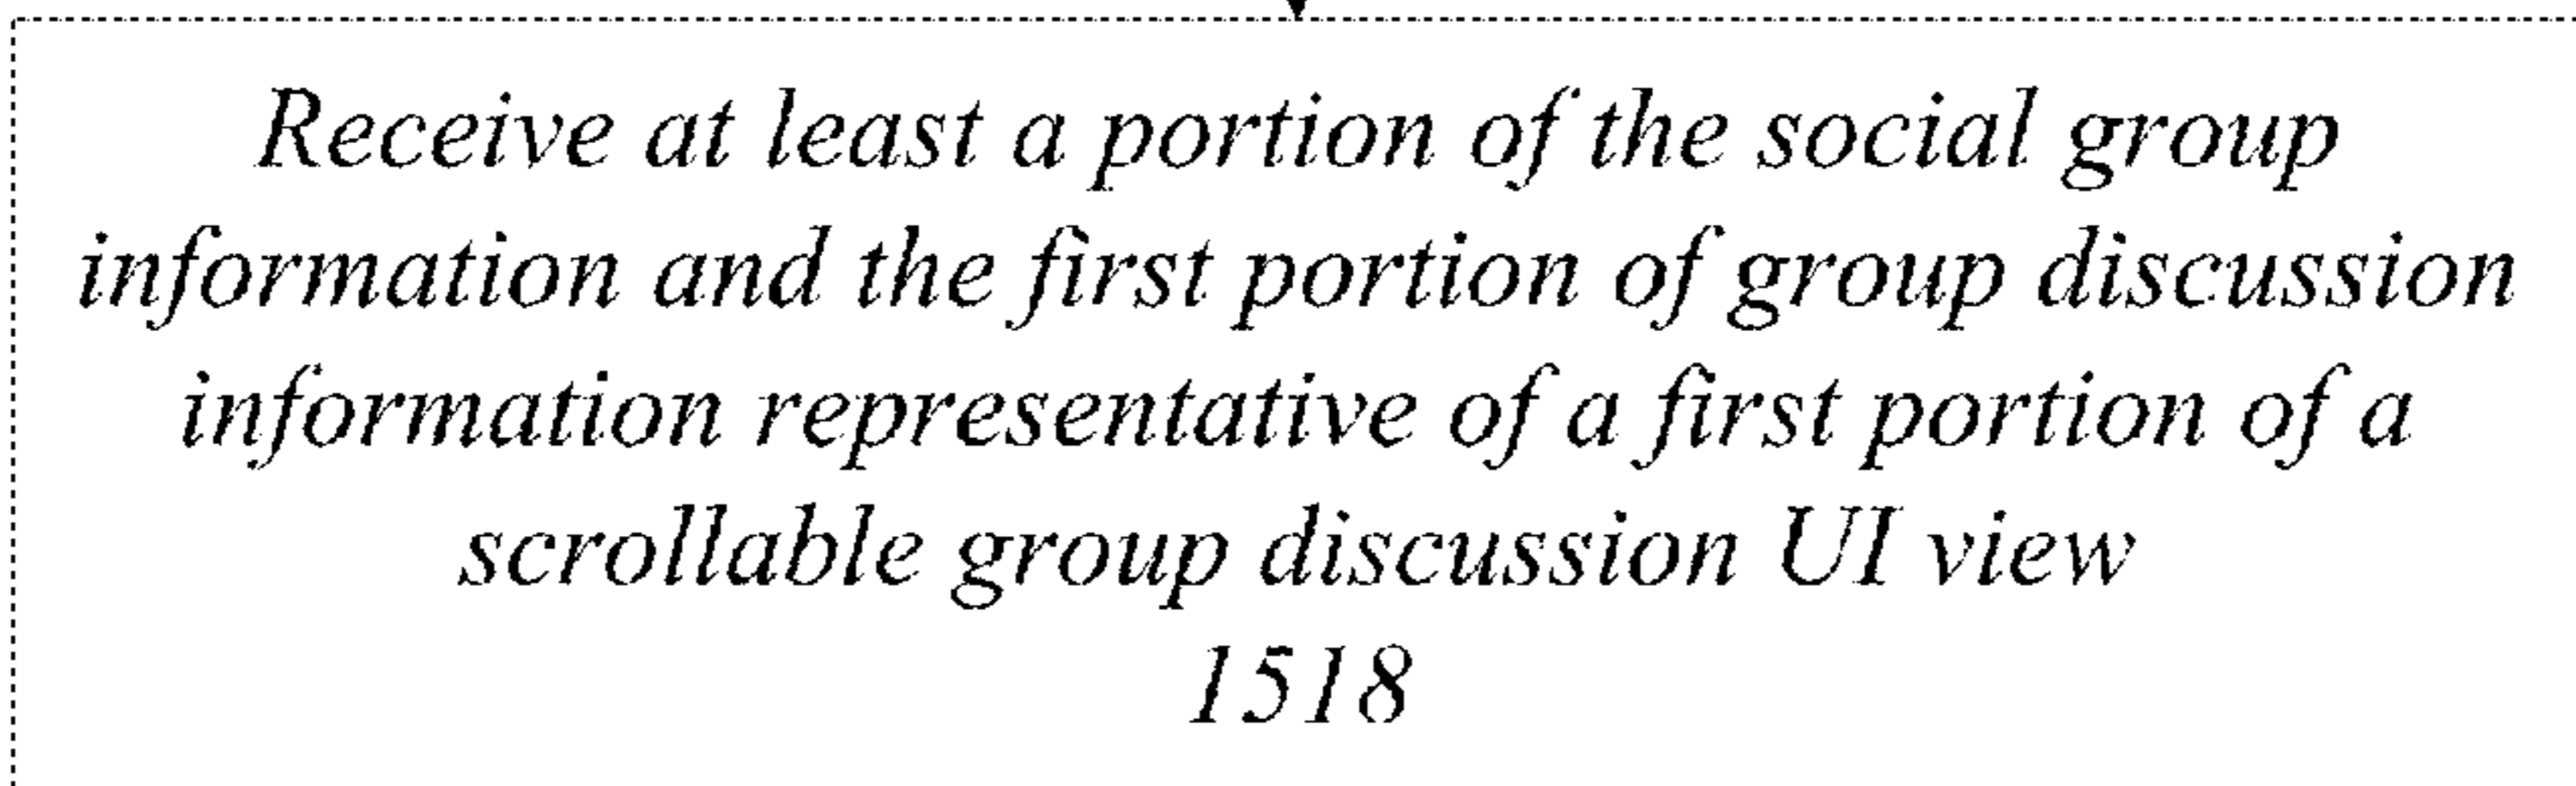 Receive at least a portion of the social group
information and the first portion of group discussion
information representative of a first portion of a
scrollable group discussion UI view
1518